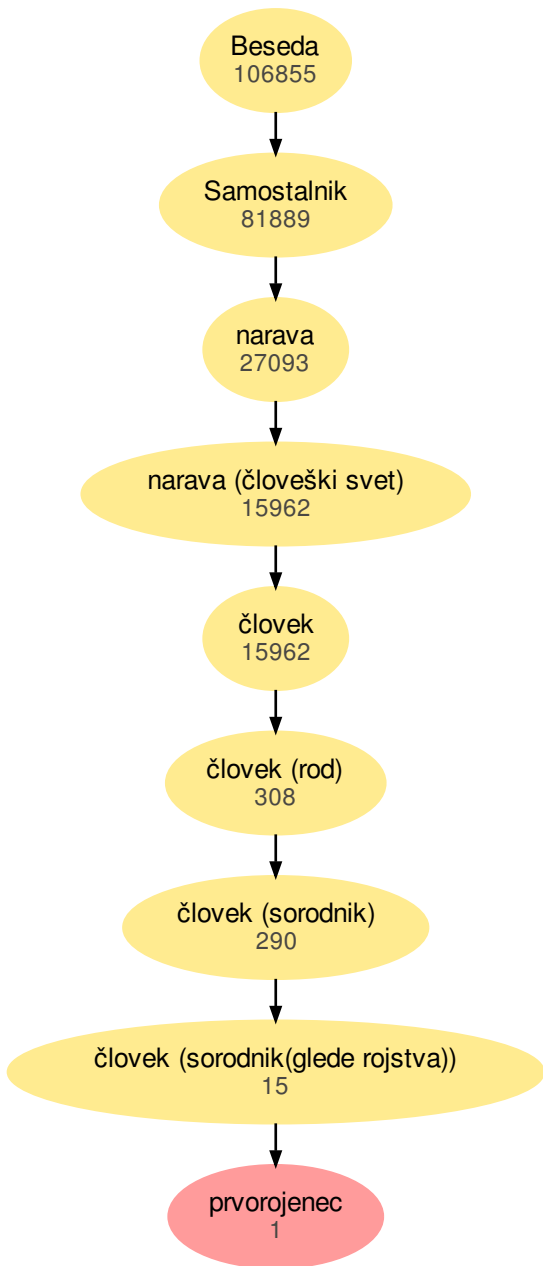 Beseda
106855
Samostalnik
81889
narava
27093
narava (človeški svet)
15962
človek
15962
človek (rod)
308
človek (sorodnik)
290
človek (sorodnik(glede rojstva))
15
prvorojenec
1